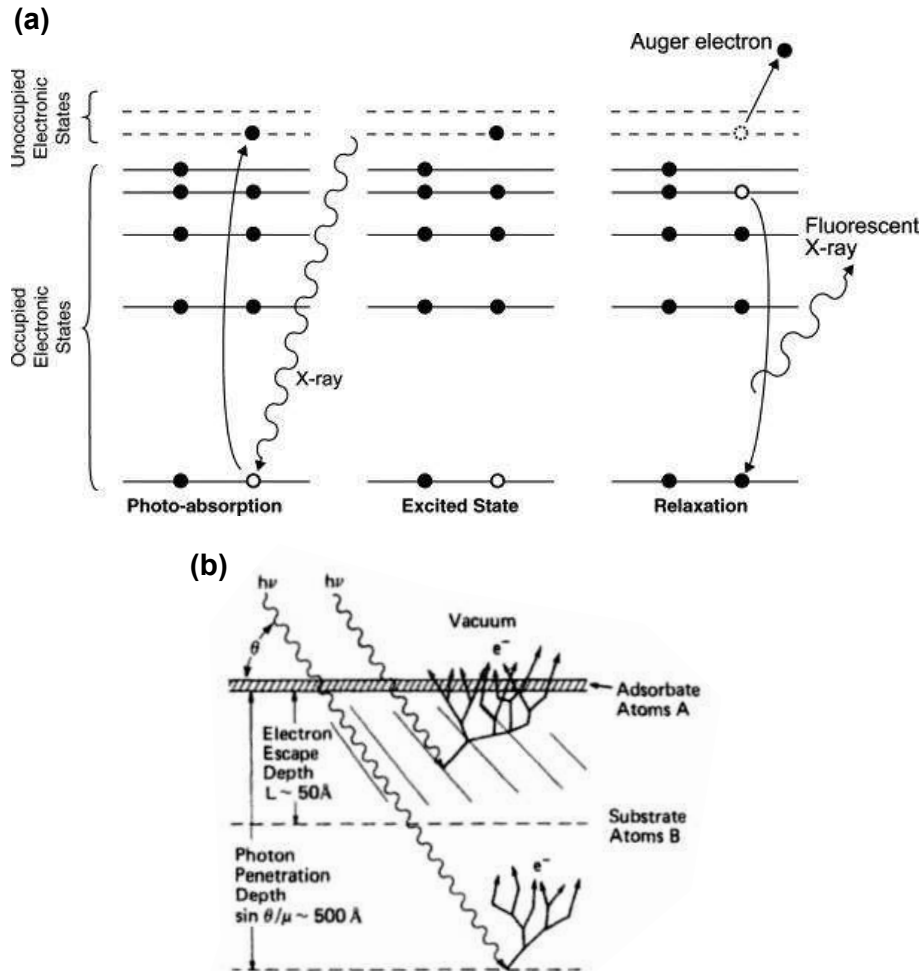 (a)
Auger electron
Unoccupied
Electronic
States
Fluorescent
X-ray
Occupied
Electronic
States
X-ray
Photo-absorption
Excited State
Relaxation
(b)
hν
hν
Vacuum
e⁻
θ
Adsorbate
Atoms A
Electron
Escape
Depth
L ~ 50Å
Substrate
Atoms B
Photon
Penetration
Depth
sin θ/μ ~ 500 Å
e⁻